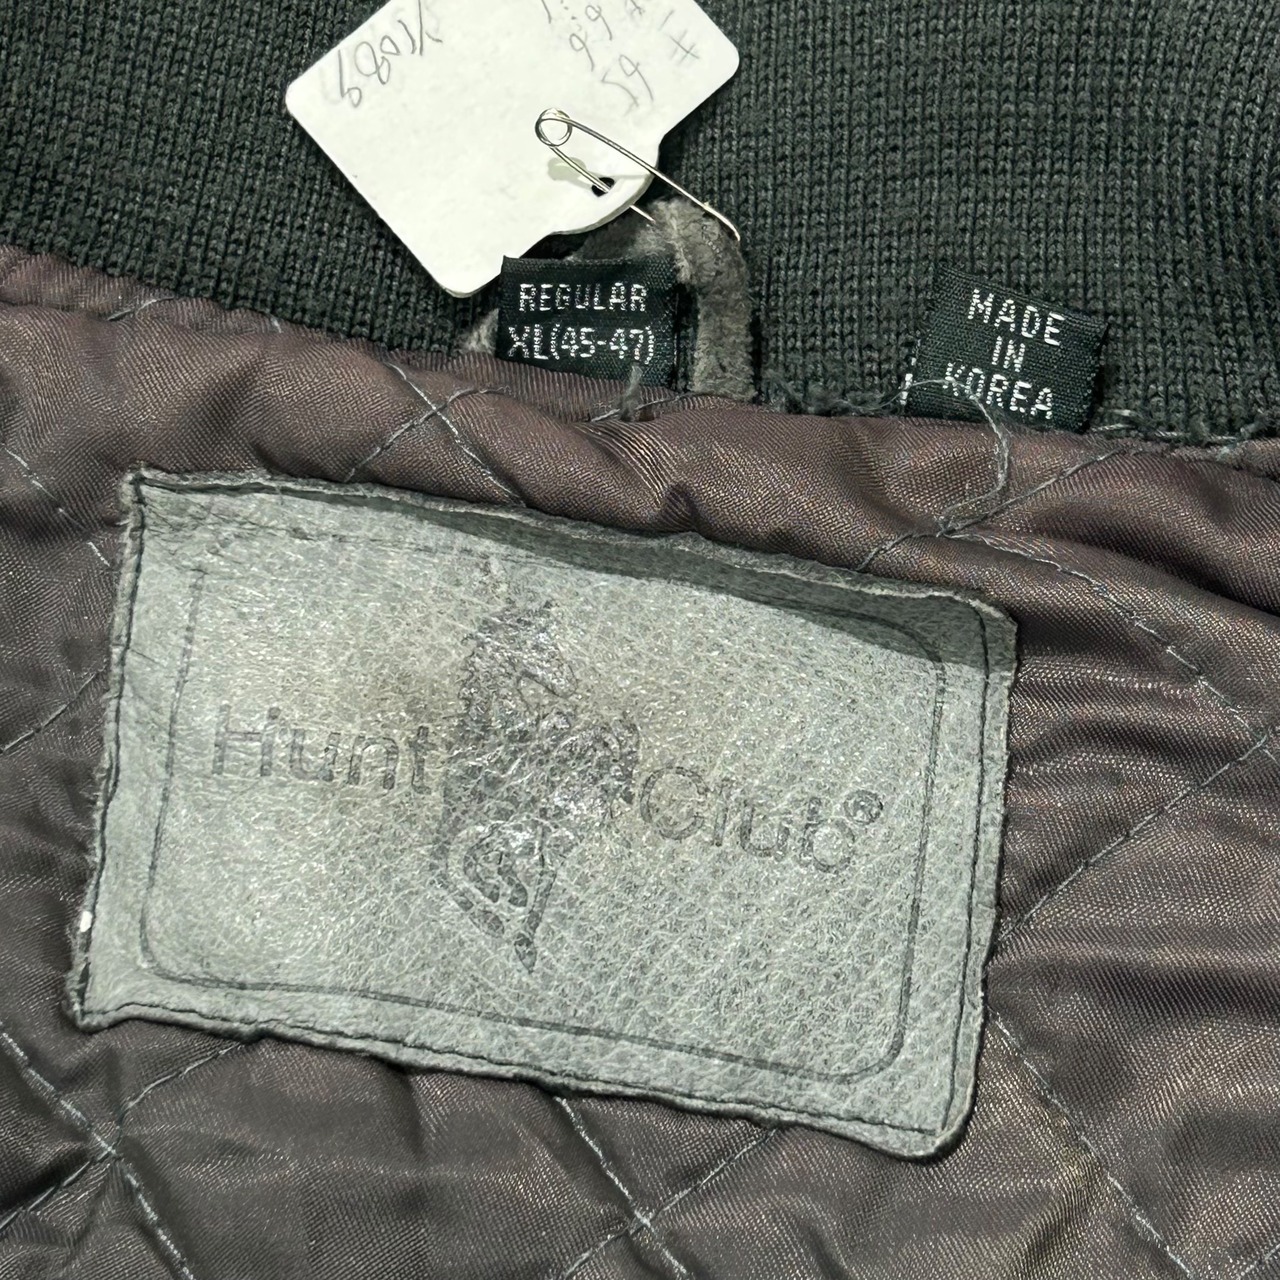 REGULAR
XL(45-47)
MADE
IN
KOREA
Hunt Club®